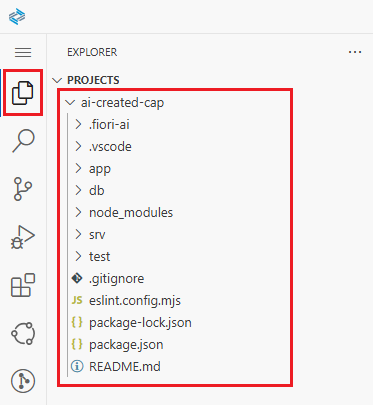 EXPLORER
PROJECTS
ai-created-cap
.fiori-ai
.vscode
app
db
node_modules
srv
test
.gitignore
JS eslint.config.mjs
{ } package-lock.json
{ } package.json
README.md